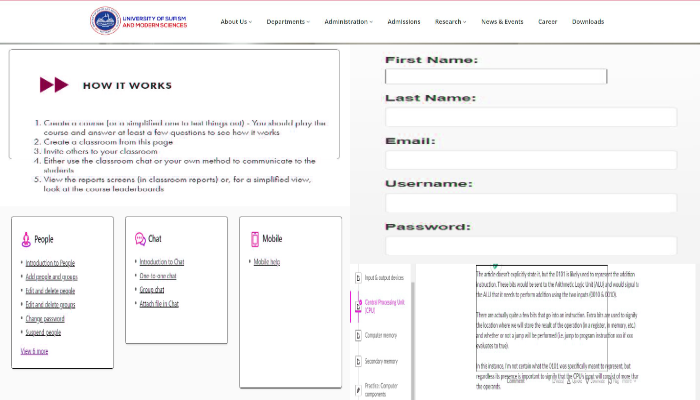 UNIVERSITY OF SUFISM
AND MODERN SCIENCES
About Us Departments Administration Admissions Research News & Events Career Downloads
HOW IT WORKS
1. Create a course (or a simplified one to test things out) - You should play the
course and answer at least a few questions to see how it works
2. Create a classroom from this page
3. Invite others to your classroom
4. Either use the classroom chat or your own method to communicate to the
students
5. View the reports screens (in classroom reports) or, for a simplified view,
look at the course leaderboards
First Name:
Last Name:
Email:
Username:
Password:
People
Introduction to People
Add people and groups
Edit and delete people
Edit and delete groups
Change password
Suspend people
View 6 more
Chat
Introduction to Chat
One-to-one chat
Group chat
Attach file in Chat
Mobile
Mobile help
Input & output devices
Central Processing Unit
(CPU)
Computer memory
Secondary memory
Practice: Computer
components
The article doesn't explicitly state it, but the 0101 is likely used to represent the addition
instruction. These bits would be sent to the Arithmetic Logic Unit (ALU) and would signal to
the ALU that it needs to perform addition using the two inputs (0010 & 0010).
There are actually quite a few bits that go into an instruction. Extra bits are used to signify
the location where we will store the result of the operation (in a register, in memory, etc.)
and whether or not a jump will be performed (i.e. jump to program instruction xxx if xxx
evaluates to true).
In this instance, I'm not certain what the 0101 was specifically meant to represent, but
regardless its presence is important to signify that the CPU's input will consist of more than
the operands.
Comment